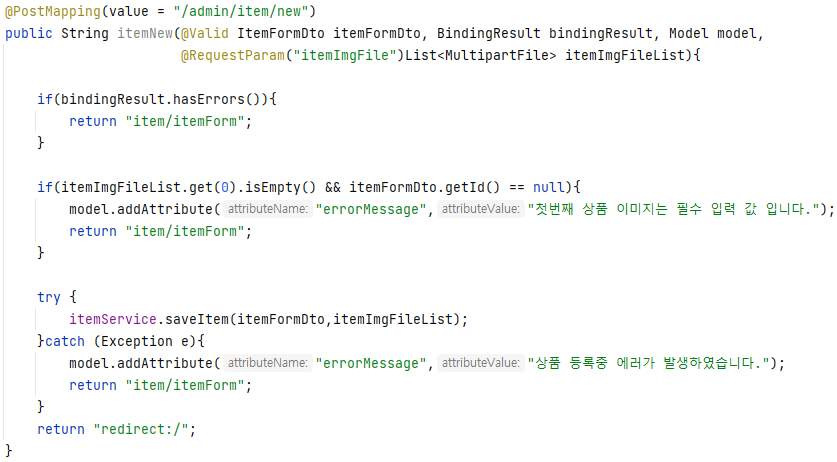 @PostMapping(value = "/admin/item/new")
public String itemNew(@Valid ItemFormDto itemFormDto, BindingResult bindingResult, Model model,
                      @RequestParam("itemImgFile")List<MultipartFile> itemImgFileList){

    if(bindingResult.hasErrors()){
        return "item/itemForm";
    }

    if(itemImgFileList.get(0).isEmpty() && itemFormDto.getId() == null){
        model.addAttribute( attributeName: "errorMessage", attributeValue: "첫번째 상품 이미지는 필수 입력 값 입니다.");
        return "item/itemForm";
    }

    try {
        itemService.saveItem(itemFormDto,itemImgFileList);
    }catch (Exception e){
        model.addAttribute( attributeName: "errorMessage", attributeValue: "상품 등록중 에러가 발생하였습니다.");
        return "item/itemForm";
    }
    return "redirect:/";
}